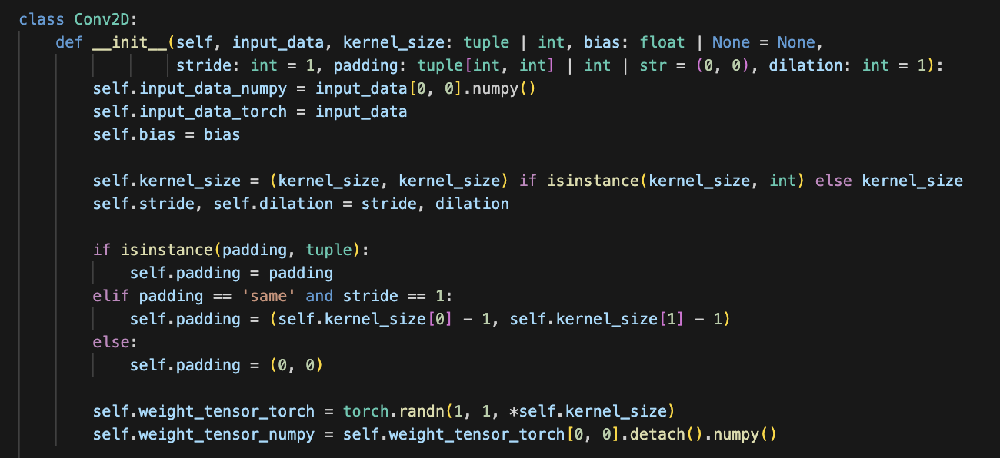 class Conv2D:
    def __init__(self, input_data, kernel_size: tuple | int, bias: float | None = None,
                 stride: int = 1, padding: tuple[int, int] | int | str = (0, 0), dilation: int = 1):
        self.input_data_numpy = input_data[0, 0].numpy()
        self.input_data_torch = input_data
        self.bias = bias

        self.kernel_size = (kernel_size, kernel_size) if isinstance(kernel_size, int) else kernel_size
        self.stride, self.dilation = stride, dilation

        if isinstance(padding, tuple):
            self.padding = padding
        elif padding == 'same' and stride == 1:
            self.padding = (self.kernel_size[0] - 1, self.kernel_size[1] - 1)
        else:
            self.padding = (0, 0)

        self.weight_tensor_torch = torch.randn(1, 1, *self.kernel_size)
        self.weight_tensor_numpy = self.weight_tensor_torch[0, 0].detach().numpy()